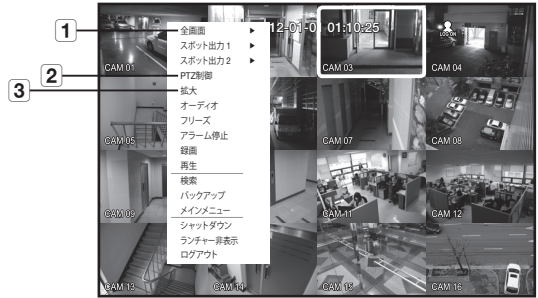 1
2
3
12-01-0 01:10:25
LOG ON
全画面 ▶
スポット出力 1 ▶
スポット出力 2 ▶
PTZ制御
拡大
オーディオ
フリーズ
アラーム停止
録画
再生
検索
バックアップ
メインメニュー
シャットダウン
ランチャー非表示
ログアウト
CAM 01
CAM 03
CAM 04
CAM 05
CAM 07
CAM 08
CAM 09
CAM 11
CAM 12
CAM 13
CAM 14
CAM 15
CAM 16